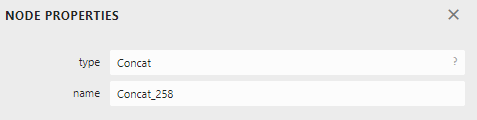 NODE PROPERTIES ×
type Concat ?
name Concat_258